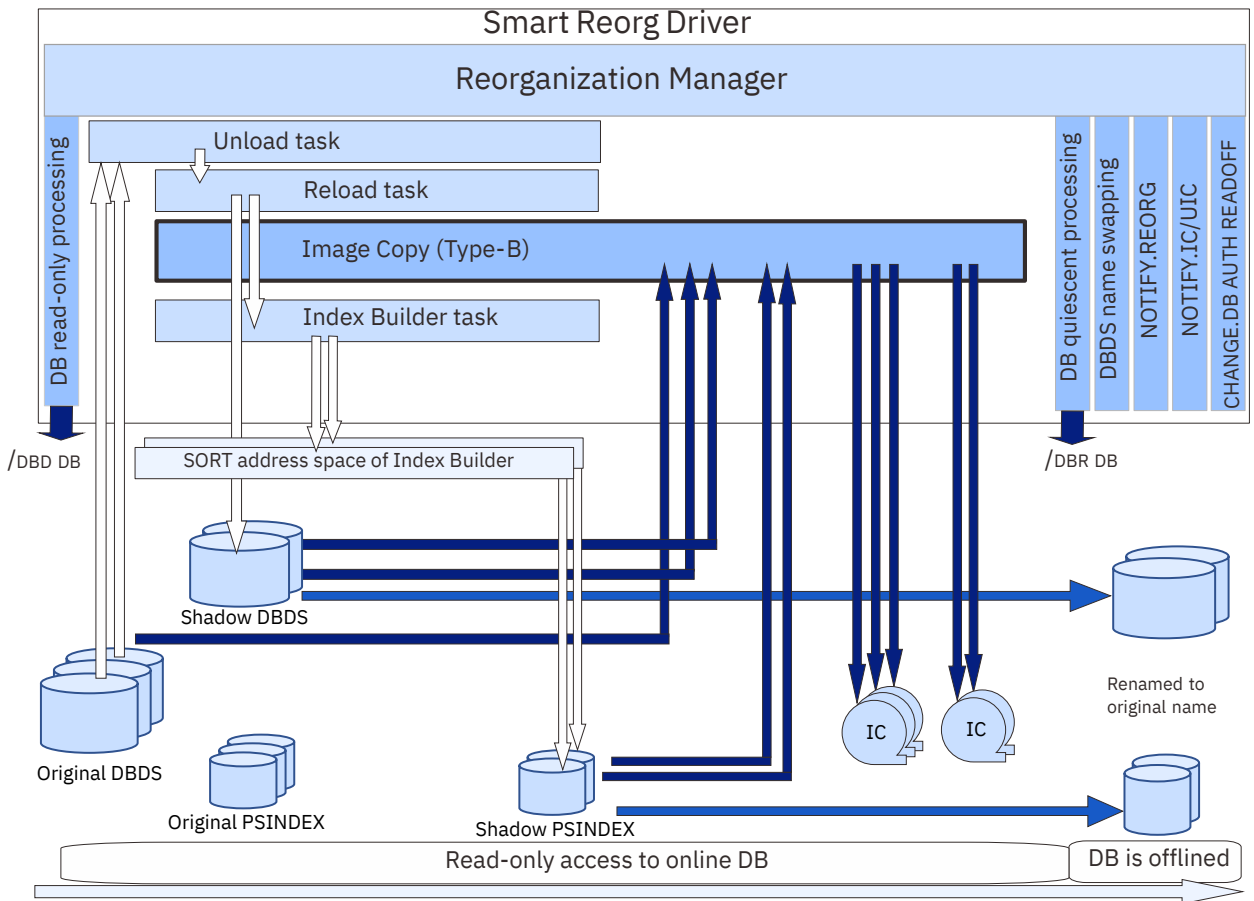 Smart Reorg Driver
Reorganization Manager
DB read-only processing
Unload task
Reload task
Image Copy (Type-B)
Index Builder task
DB quiescent processing
DBDS name swapping
NOTIFY.REORG
NOTIFY.IC/UIC
CHANGE.DB AUTH READOFF
/DBD DB
SORT address space of Index Builder
/DBR DB
Shadow DBDS
Renamed to
original name
IC
IC
Original DBDS
Original PSINDEX
Shadow PSINDEX
Read-only access to online DB
DB is offlined